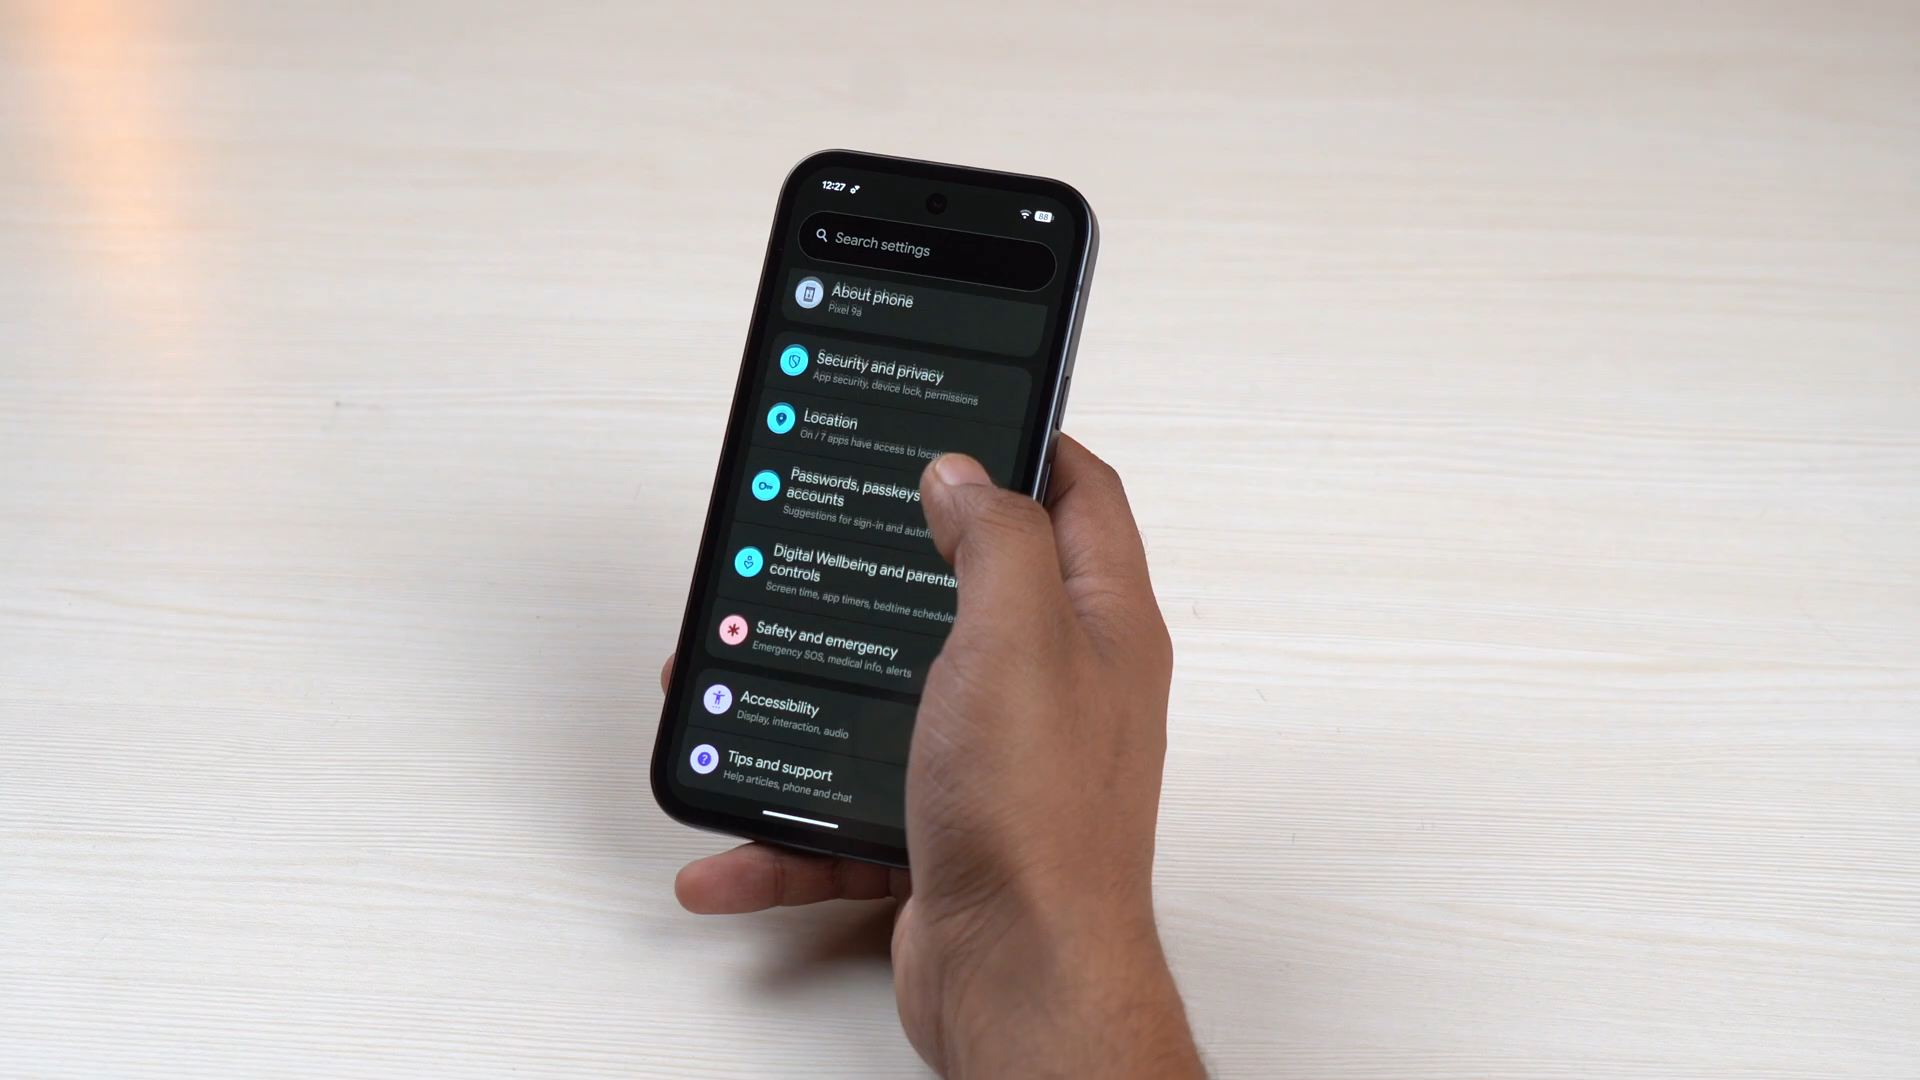 12:27
88
Search settings
About phone
Pixel 9a
Security and privacy
App security, device lock, permissions
Location
On / 7 apps have access to
Passwords, passkeys
accounts
Suggestions for sign-in and
Digital Wellbeing and
controls
Screen time, app timers, bedtime
Safety and emergency
Emergency SOS, medical info, alerts
Accessibility
Display, interaction, audio
Tips and support
Help articles, phone and chat